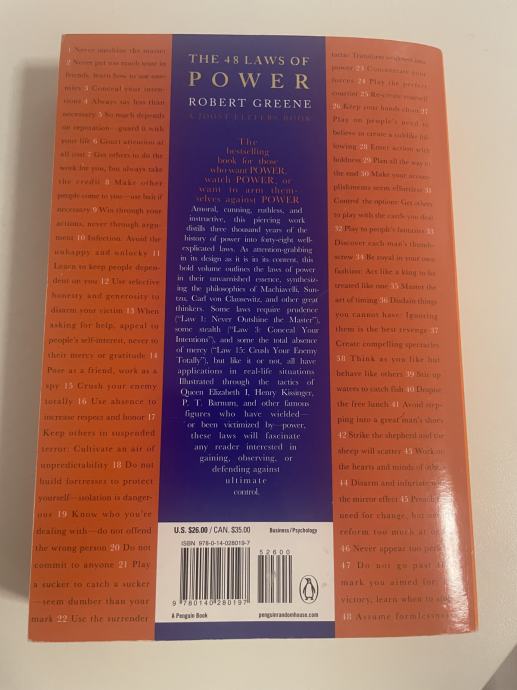 1 Never outshine the master
2 Never put too much trust in
friends, learn how to use ene-
mies 3 Conceal your inten-
tions 4 Always say less than
necessary 5 So much depends
on reputation—guard it with
your life 6 Court attention at
all cost 7 Get others to do the
work for you, but always take
the credit 8 Make other
people come to you—use bait if
necessary 9 Win through your
actions, never through argu-
ment 10 Infection: Avoid the
unhappy and unlucky 11
Learn to keep people depen-
dent on you 12 Use selective
honesty and generosity to
disarm your victim 13 When
asking for help, appeal to
people's self-interest, never to
their mercy or gratitude 14
Pose as a friend, work as a
spy 15 Crush your enemy
totally 16 Use absence to
increase respect and honor 17
Keep others in suspended
terror: Cultivate an air of
unpredictability 18 Do not
build fortresses to protect
yourself—isolation is danger-
ous 19 Know who you're
dealing with—do not offend
the wrong person 20 Do not
commit to anyone 21 Play
a sucker to catch a sucker
—seem dumber than your
mark 22 Use the surrender
THE 48 LAWS OF
POWER
ROBERT GREENE
A JOOST ELFFERS BOOK
The
bestselling
book for those
who want POWER,
watch POWER, or
want to arm them-
selves against POWER
Amoral, cunning, ruthless, and
instructive, this piercing work
distills three thousand years of the
history of power into forty-eight well-
explicated laws. As attention-grabbing
in its design as it is in its content, this
bold volume outlines the laws of power
in their unvarnished essence, synthesiz-
ing the philosophies of Machiavelli, Sun-
tzu, Carl von Clausewitz, and other great
thinkers. Some laws require prudence
("Law 1: Never Outshine the Master"),
some stealth ("Law 3: Conceal Your
Intentions"), and some the total absence
of mercy ("Law 15: Crush Your Enemy
Totally"), but like it or not, all have
applications in real-life situations
Illustrated through the tactics of
Queen Elizabeth I, Henry Kissinger,
P. T. Barnum, and other famous
figures who have wielded—
or been victimized by—power,
these laws will fascinate
any reader interested in
gaining, observing, or
defending against
ultimate
control.
U.S. $26.00 / CAN. $35.00
Business/Psychology
ISBN 978-0-14-028019-7
52600
9 780140 280197
A Penguin Book
penguinrandomhouse.com
tactic: Transform weakness into
power 23 Concentrate your
forces 24 Play the perfect
courtier 25 Re-create yourself
26 Keep your hands clean 27
Play on people's need to
believe to create a cultlike fol-
lowing 28 Enter action with
boldness 29 Plan all the way to
the end 30 Make your accom-
plishments seem effortless 31
Control the options: Get others
to play with the cards you deal
32 Play to people's fantasies 33
Discover each man's thumb-
screw 34 Be royal in your own
fashion: Act like a king to be
treated like one 35 Master the
art of timing 36 Disdain things
you cannot have: Ignoring
them is the best revenge 37
Create compelling spectacles
38 Think as you like but
behave like others 39 Stir up
waters to catch fish 40 Despise
the free lunch 41 Avoid step-
ping into a great man's shoes
42 Strike the shepherd and the
sheep will scatter 43 Work on
the hearts and minds of others
44 Disarm and infuriate with
the mirror effect 45 Preach the
need for change, but never
reform too much at once
46 Never appear too perfect
47 Do not go past the
mark you aimed for; in
victory, learn when to stop
48 Assume formlessness